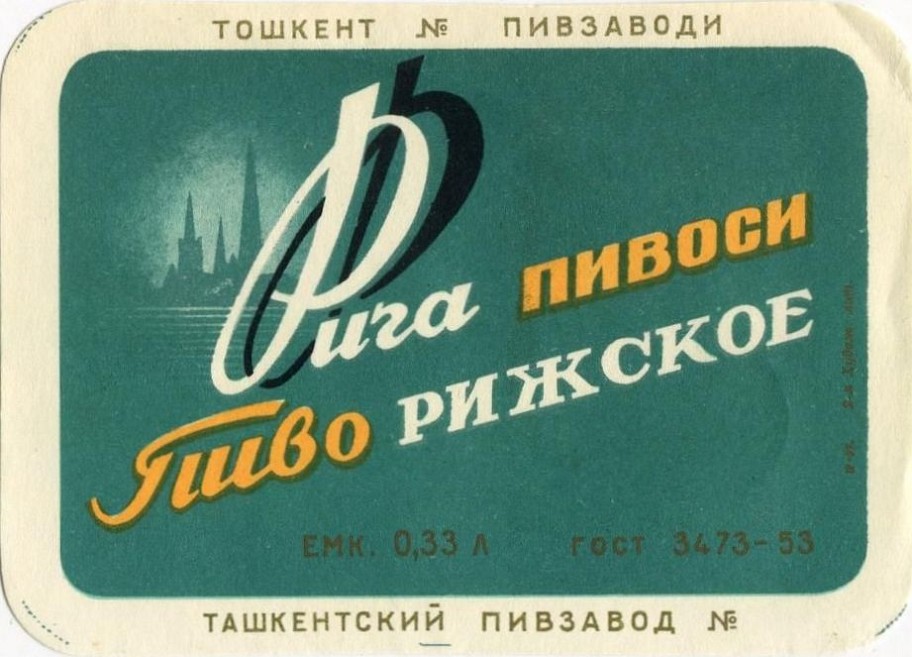 ТОШКЕНТ № ПИВЗАВОДИ
Рига ПИВОСИ
Пиво РИЖСКОЕ
ЕМК. 0,33 Л ГОСТ 3473-53
ТАШКЕНТСКИЙ ПИВЗАВОД №